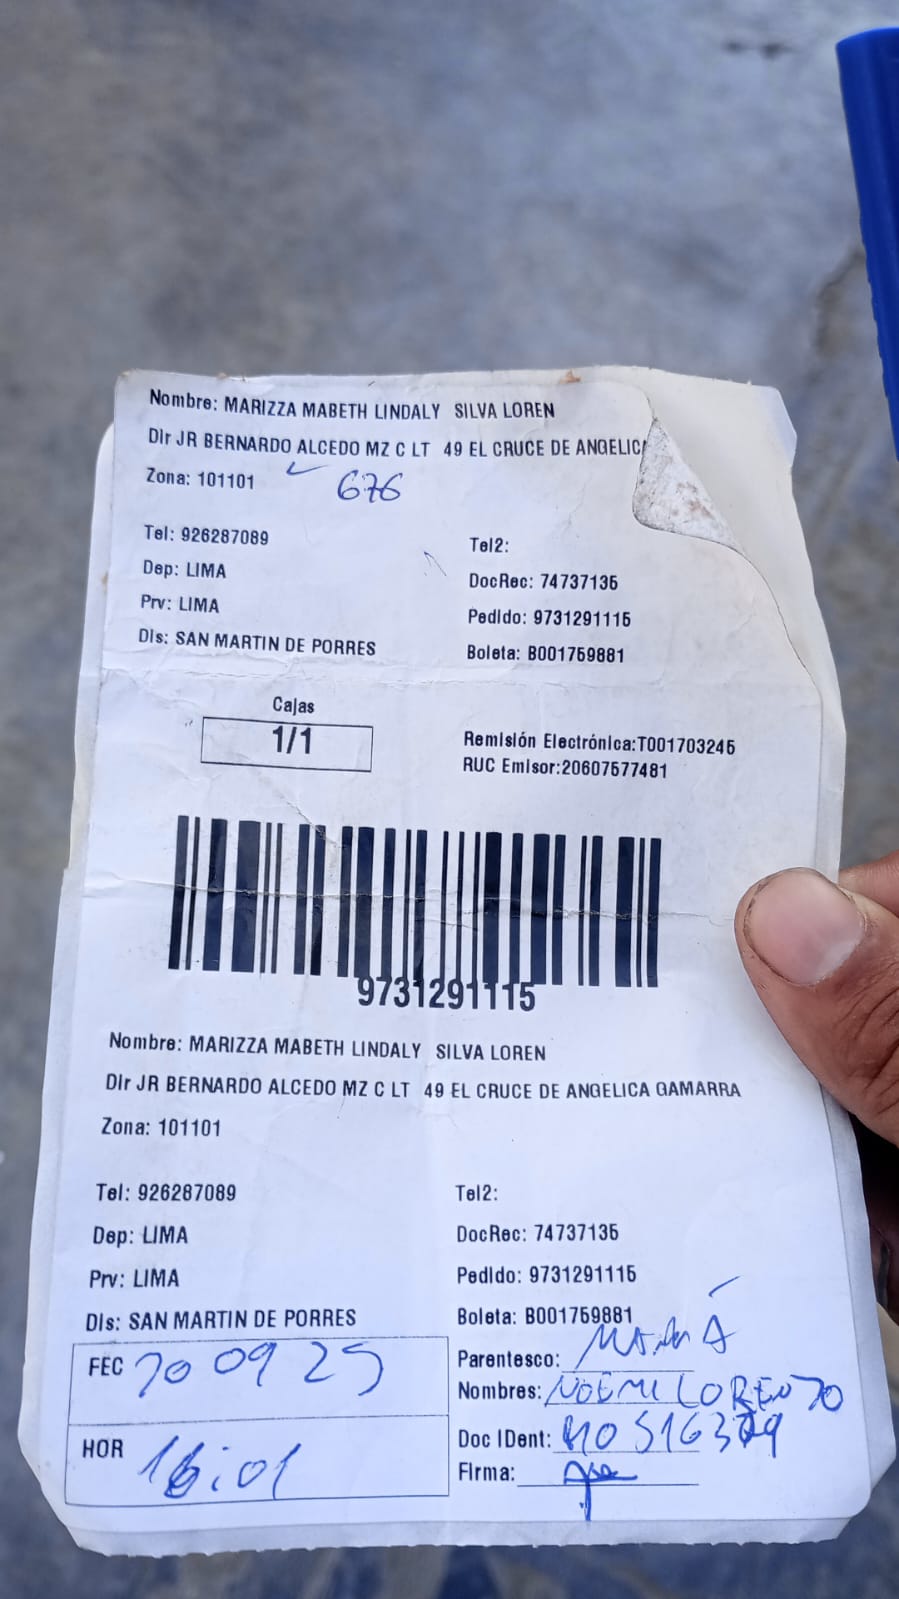 Nombre: MARIZZA MABETH LINDALY SILVA LOREN
Dir JR BERNARDO ALCEDO MZ C LT 49 EL CRUCE DE ANGELICA
Zona: 101101
676
Tel: 926287089
Tel2:
Dep: LIMA
DocRec: 74737135
Prv: LIMA
Pedido: 9731291115
Dis: SAN MARTIN DE PORRES
Boleta: B001759881
Cajas
1/1
Remisión Electrónica:T001703245
RUC Emisor:20607577481
9731291115
Nombre: MARIZZA MABETH LINDALY SILVA LOREN
Dir JR BERNARDO ALCEDO MZ C LT 49 EL CRUCE DE ANGELICA GAMARRA
Zona: 101101
Tel: 926287089
Tel2:
Dep: LIMA
DocRec: 74737135
Prv: LIMA
Pedido: 9731291115
Dis: SAN MARTIN DE PORRES
Boleta: B001759881
FEC 10 09 25
Parentesco: MAMÁ
Nombres: NOEMI LORENZO
HOR 16:01
Doc IDent:
Firma: